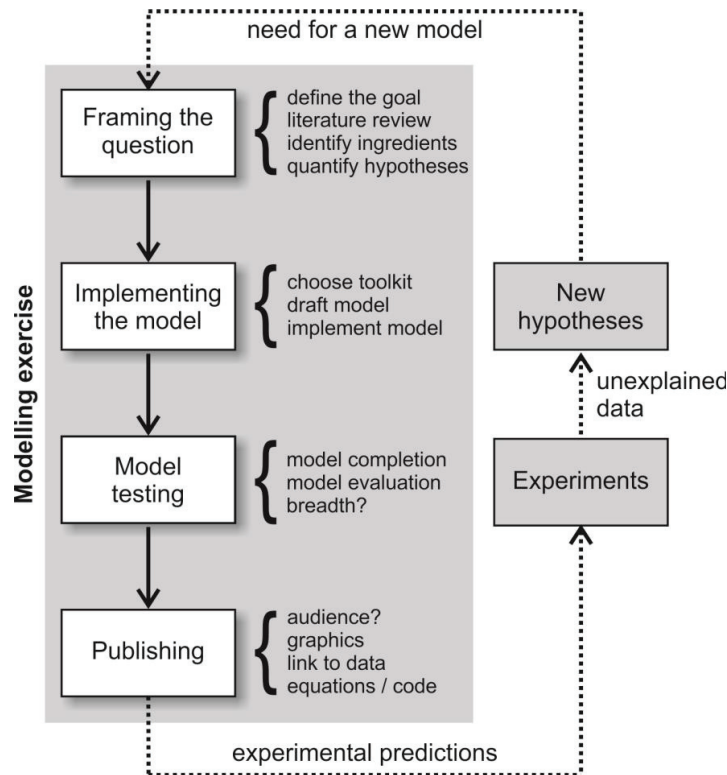 need for a new model
Modelling exercise
Framing the
question
define the goal
literature review
identify ingredients
quantify hypotheses
Implementing
the model
choose toolkit
draft model
implement model
Model
testing
model completion
model evaluation
breadth?
Publishing
audience?
graphics
link to data
equations / code
New
hypotheses
unexplained
data
Experiments
experimental predictions